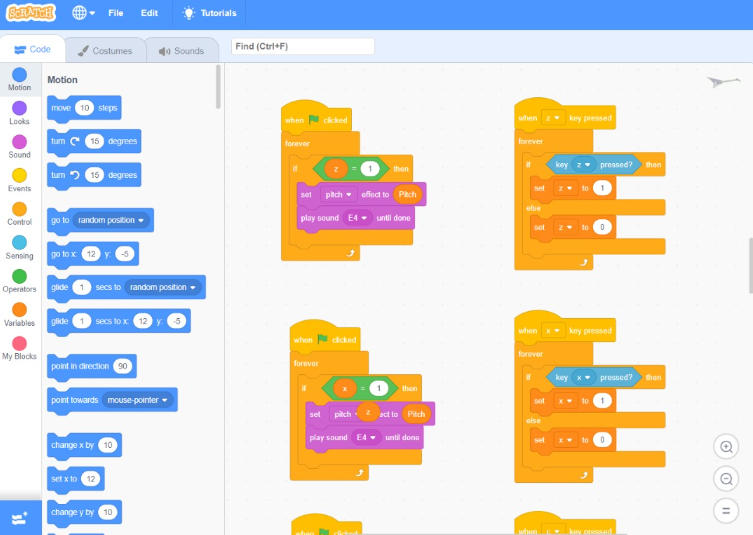 SCRATCH
File
Edit
Tutorials
Code
Costumes
Sounds
Find (Ctrl+F)
Motion
Looks
Sound
Events
Control
Sensing
Operators
Variables
My Blocks
Motion
move 10 steps
turn 15 degrees
turn 15 degrees
go to random position
go to x: 12 y: -5
glide 1 secs to random position
glide 1 secs to x: 12 y: -5
point in direction 90
point towards mouse-pointer
change x by 10
set x to 12
change y by 10
when clicked
forever
if z = 1 then
set pitch effect to Pitch
play sound E4 until done
when z key pressed
forever
if key z pressed? then
set z to 1
else
set z to 0
when clicked
forever
if x = 1 then
set pitch z ect to Pitch
play sound E4 until done
when x key pressed
forever
if key x pressed? then
set x to 1
else
set x to 0
when clicked
when key pressed